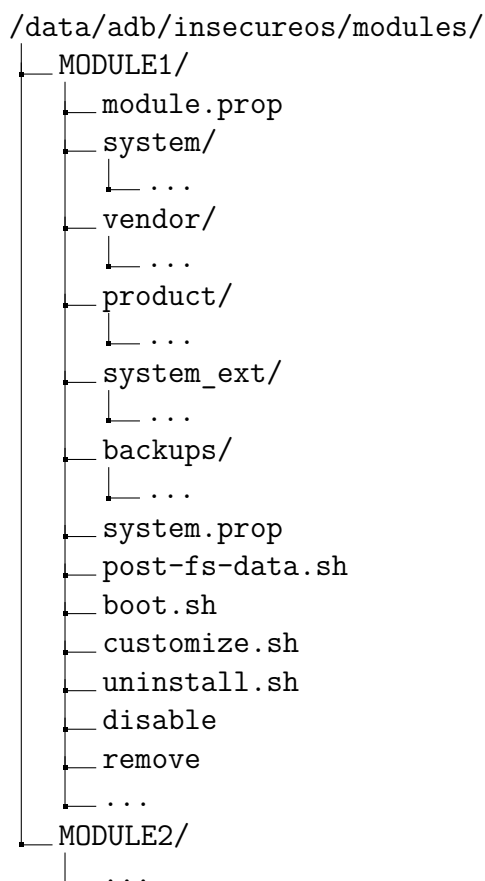 /data/adb/insecureos/modules/
MODULE1/
module.prop
system/
...
vendor/
...
product/
...
system_ext/
...
backups/
...
system.prop
post-fs-data.sh
boot.sh
customize.sh
uninstall.sh
disable
remove
...
MODULE2/
...